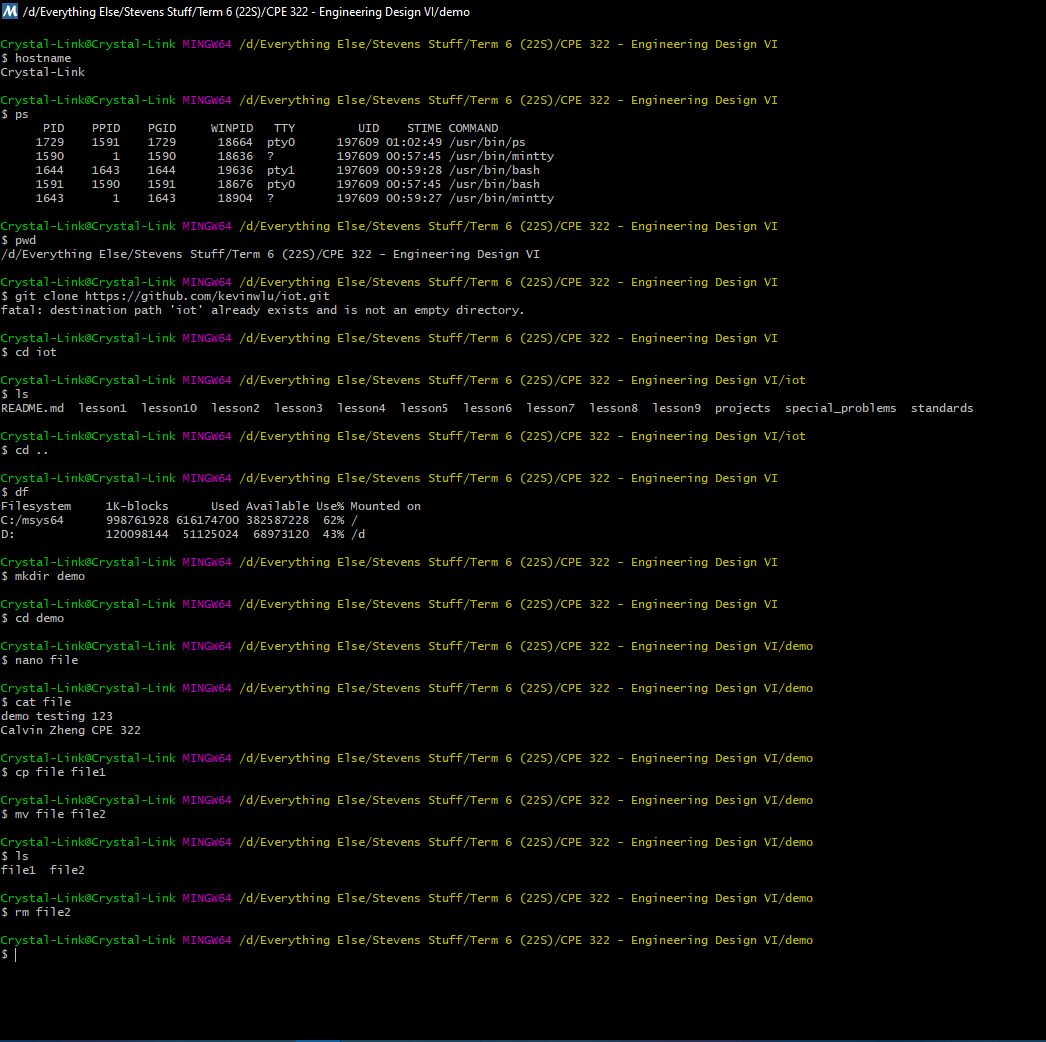 M /d/Everything Else/Stevens Stuff/Term 6 (22S)/CPE 322 - Engineering Design VI/demo
Crystal-Link@Crystal-Link MINGW64 /d/Everything Else/Stevens Stuff/Term 6 (22S)/CPE 322 - Engineering Design VI
$ hostname
Crystal-Link
Crystal-Link@Crystal-Link MINGW64 /d/Everything Else/Stevens Stuff/Term 6 (22S)/CPE 322 - Engineering Design VI
$ ps
      PID    PPID    PGID     WINPID   TTY         UID    STIME COMMAND
     1729    1591    1729      18664  pty0      197609 01:02:49 /usr/bin/ps
     1590       1    1590      18636  ?         197609 00:57:45 /usr/bin/mintty
     1644    1643    1644      19636  pty1      197609 00:59:28 /usr/bin/bash
     1591    1590    1591      18676  pty0      197609 00:57:45 /usr/bin/bash
     1643       1    1643      18904  ?         197609 00:59:27 /usr/bin/mintty
Crystal-Link@Crystal-Link MINGW64 /d/Everything Else/Stevens Stuff/Term 6 (22S)/CPE 322 - Engineering Design VI
$ pwd
/d/Everything Else/Stevens Stuff/Term 6 (22S)/CPE 322 - Engineering Design VI
Crystal-Link@Crystal-Link MINGW64 /d/Everything Else/Stevens Stuff/Term 6 (22S)/CPE 322 - Engineering Design VI
$ git clone https://github.com/kevinwlu/iot.git
fatal: destination path 'iot' already exists and is not an empty directory.
Crystal-Link@Crystal-Link MINGW64 /d/Everything Else/Stevens Stuff/Term 6 (22S)/CPE 322 - Engineering Design VI
$ cd iot
Crystal-Link@Crystal-Link MINGW64 /d/Everything Else/Stevens Stuff/Term 6 (22S)/CPE 322 - Engineering Design VI/iot
$ ls
README.md  lesson1  lesson10  lesson2  lesson3  lesson4  lesson5  lesson6  lesson7  lesson8  lesson9  projects  special_problems  standards
Crystal-Link@Crystal-Link MINGW64 /d/Everything Else/Stevens Stuff/Term 6 (22S)/CPE 322 - Engineering Design VI/iot
$ cd ..
Crystal-Link@Crystal-Link MINGW64 /d/Everything Else/Stevens Stuff/Term 6 (22S)/CPE 322 - Engineering Design VI
$ df
Filesystem     1K-blocks      Used Available Use% Mounted on
C:/msys64      998761928 616174700 382587228  62% /
D:             120098144  51125024  68973120  43% /d
Crystal-Link@Crystal-Link MINGW64 /d/Everything Else/Stevens Stuff/Term 6 (22S)/CPE 322 - Engineering Design VI
$ mkdir demo
Crystal-Link@Crystal-Link MINGW64 /d/Everything Else/Stevens Stuff/Term 6 (22S)/CPE 322 - Engineering Design VI
$ cd demo
Crystal-Link@Crystal-Link MINGW64 /d/Everything Else/Stevens Stuff/Term 6 (22S)/CPE 322 - Engineering Design VI/demo
$ nano file
Crystal-Link@Crystal-Link MINGW64 /d/Everything Else/Stevens Stuff/Term 6 (22S)/CPE 322 - Engineering Design VI/demo
$ cat file
demo testing 123
Calvin Zheng CPE 322
Crystal-Link@Crystal-Link MINGW64 /d/Everything Else/Stevens Stuff/Term 6 (22S)/CPE 322 - Engineering Design VI/demo
$ cp file file1
Crystal-Link@Crystal-Link MINGW64 /d/Everything Else/Stevens Stuff/Term 6 (22S)/CPE 322 - Engineering Design VI/demo
$ mv file file2
Crystal-Link@Crystal-Link MINGW64 /d/Everything Else/Stevens Stuff/Term 6 (22S)/CPE 322 - Engineering Design VI/demo
$ ls
file1  file2
Crystal-Link@Crystal-Link MINGW64 /d/Everything Else/Stevens Stuff/Term 6 (22S)/CPE 322 - Engineering Design VI/demo
$ rm file2
Crystal-Link@Crystal-Link MINGW64 /d/Everything Else/Stevens Stuff/Term 6 (22S)/CPE 322 - Engineering Design VI/demo
$